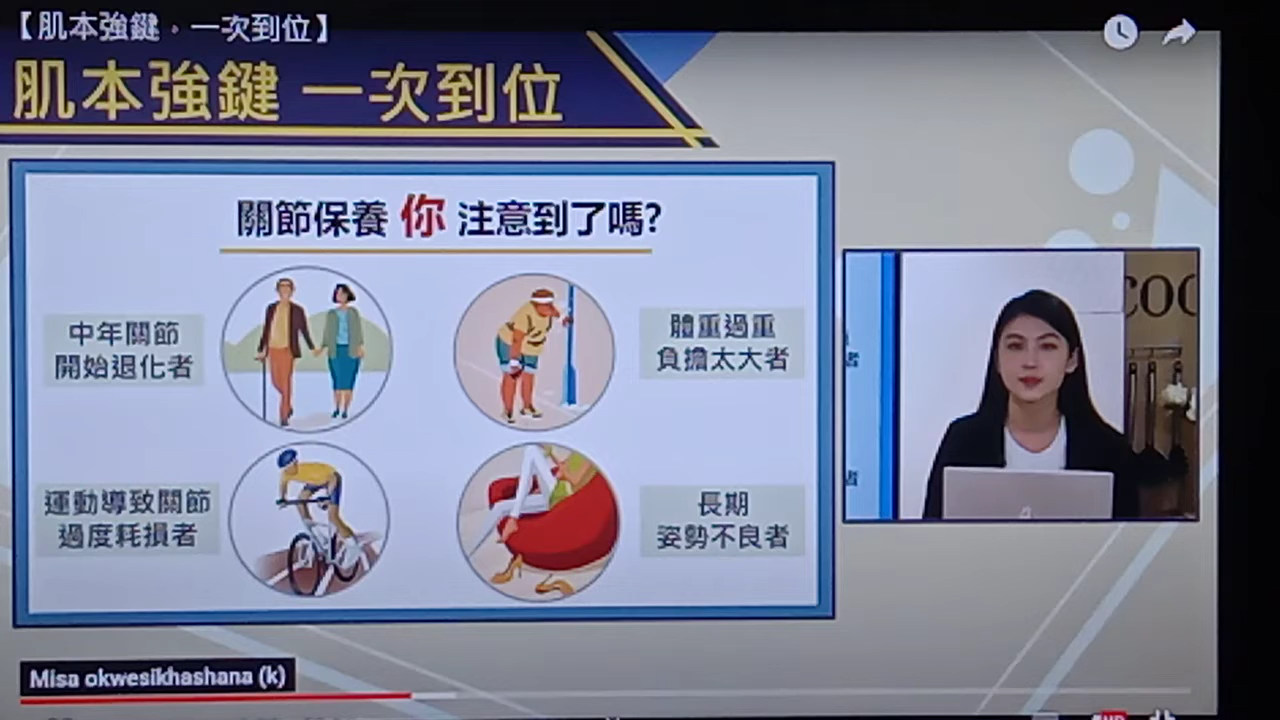 【肌本強鍵，一次到位】
肌本強鍵 一次到位
關節保養 你 注意到了嗎?
中年關節
開始退化者
體重過重
負擔太大者
運動導致關節
過度耗損者
長期
姿勢不良者
COC
者
者
Misa okwesikhashana (k)